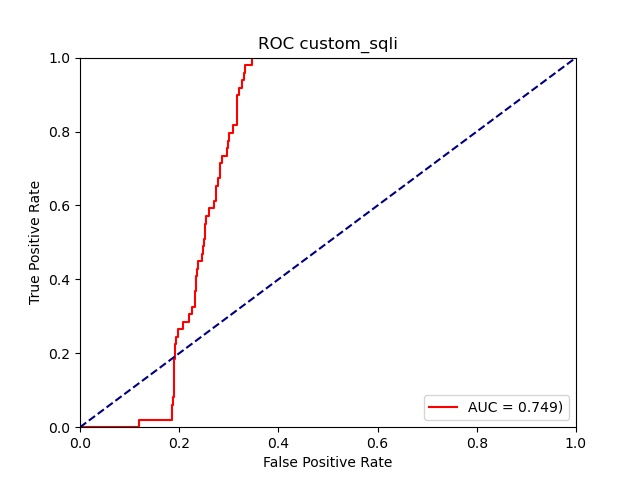 ROC custom_sqli
1.0
0.8
0.6
0.4
0.2
0.0
True Positive Rate
AUC = 0.749)
0.0 0.2 0.4 0.6 0.8 1.0
False Positive Rate